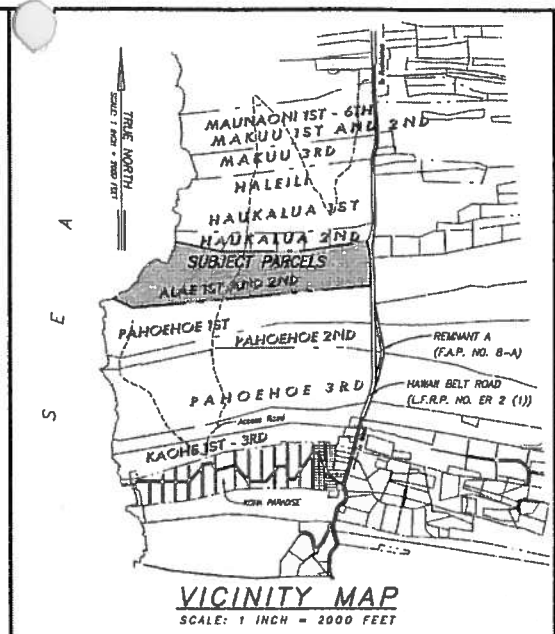 TRUE NORTH
SCALE: 1 INCH = 2000 FEET
MAUNAONI 1ST - 6TH
MAKUU 1ST AND 2ND
MAKUU 3RD
HALEILI
HAUKALUA 1ST
HAUKALUA 2ND
SUBJECT PARCELS
ALAE 1ST AND 2ND
PAHOEHOE 1ST
PAHOEHOE 2ND
REMNANT A
(F.A.P. NO. 8-A)
PAHOEHOE 3RD
HAWAII BELT ROAD
(L.F.R.P. NO. ER 2 (1))
Access Road
KAOHE 1ST - 3RD
KONA PARADISE
S E A
VICINITY MAP
SCALE: 1 INCH = 2000 FEET